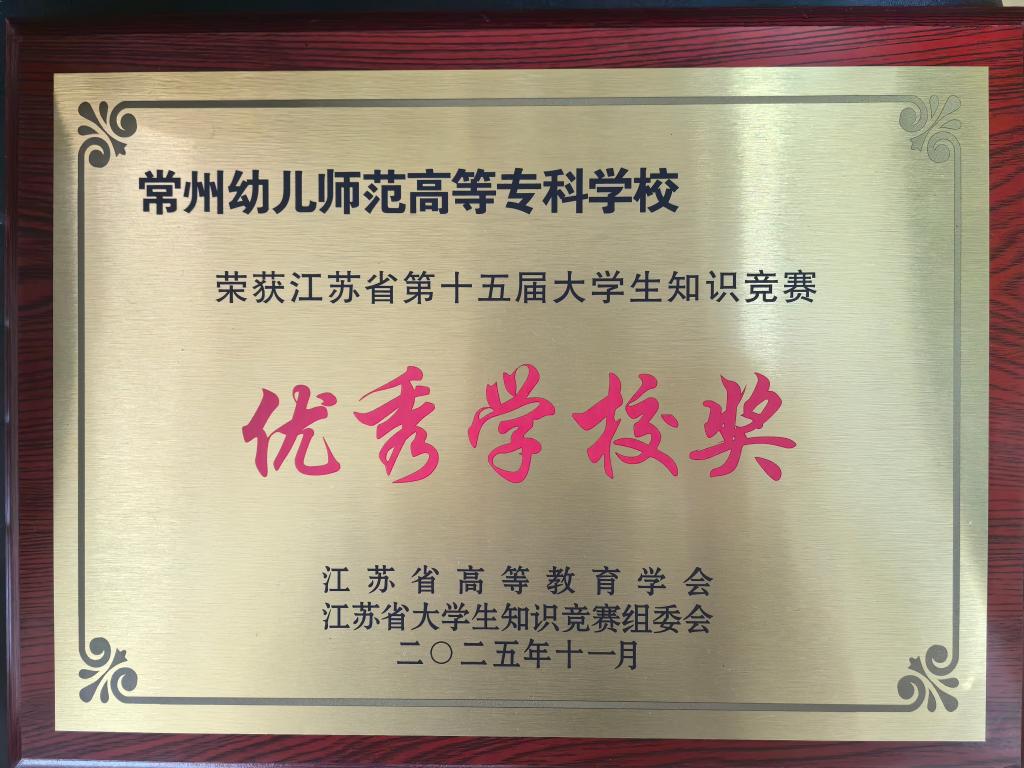 常州幼儿师范高等专科学校
荣获江苏省第十五届大学生知识竞赛
优秀学校奖
江苏省高等教育学会
江苏省大学生知识竞赛组委会
二〇二五年十一月